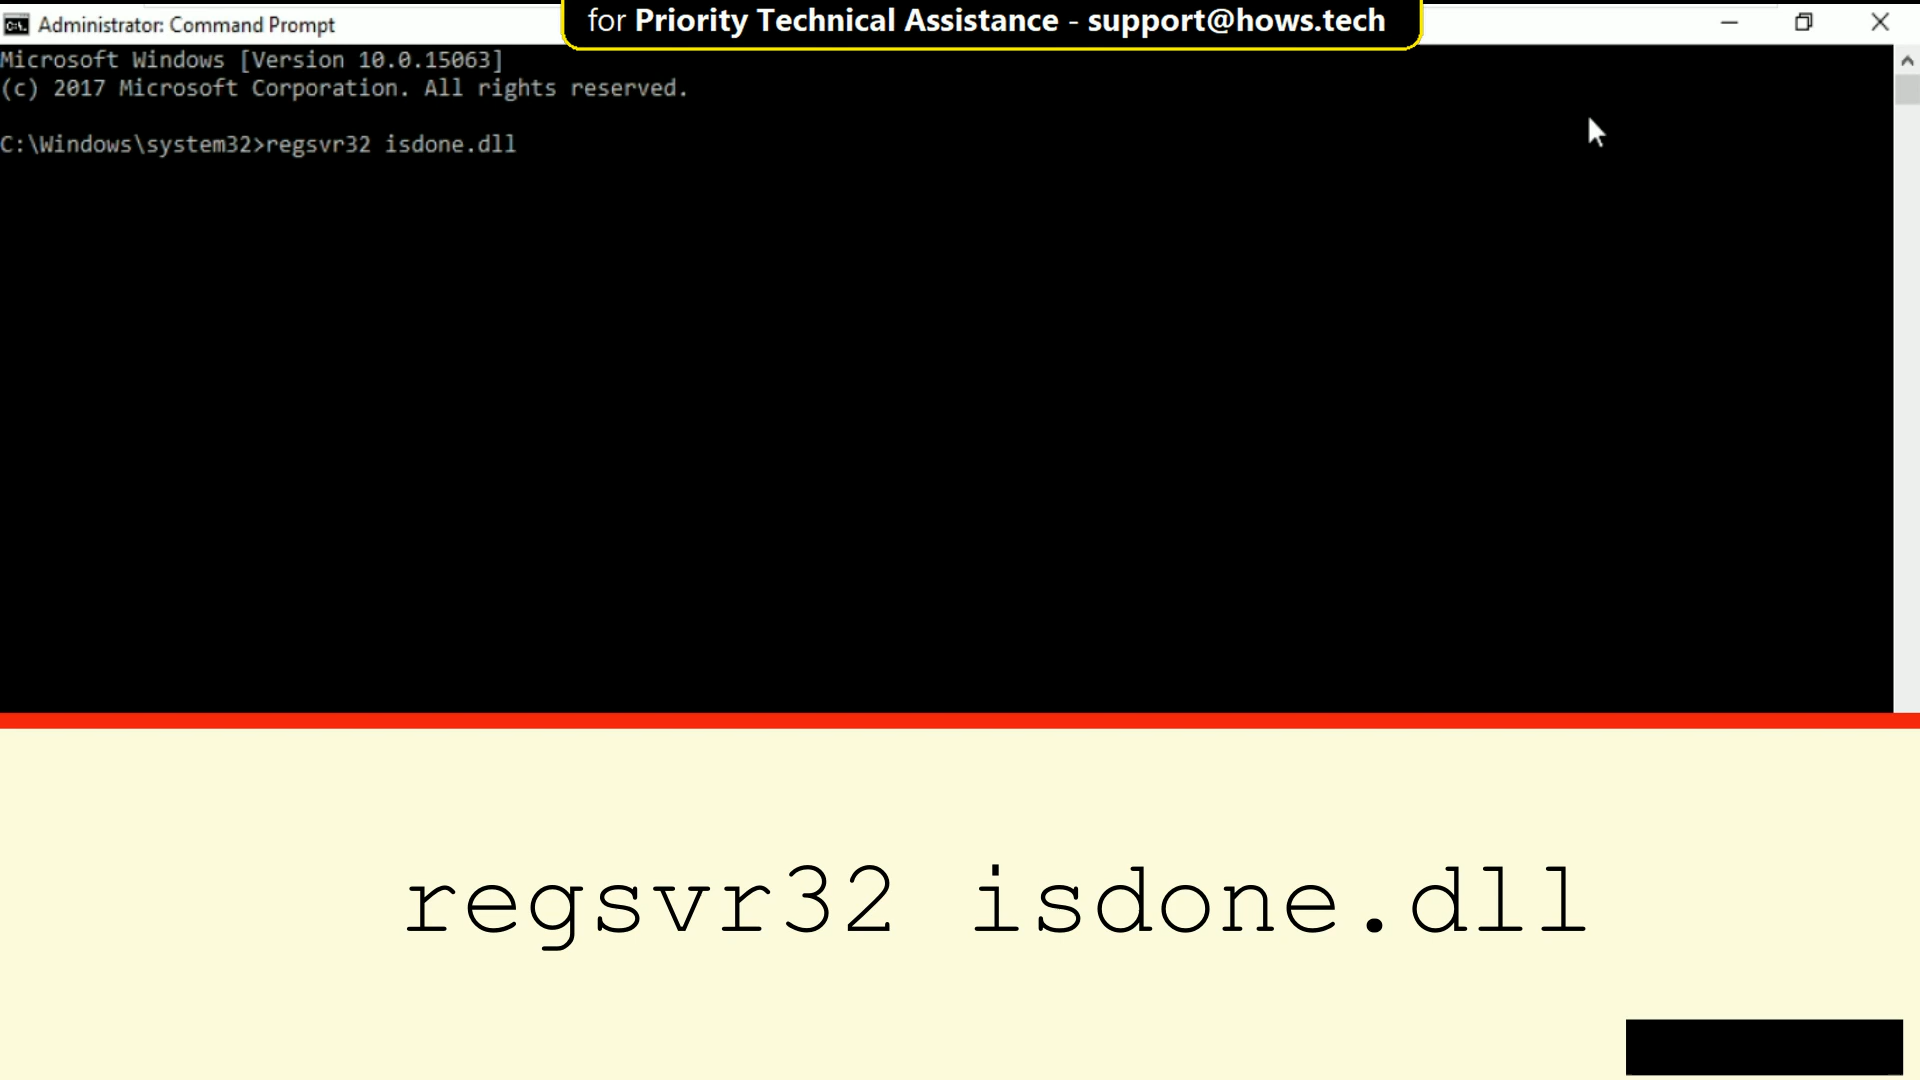 for Priority Technical Assistance - support@hows.tech
Administrator: Command Prompt
Microsoft Windows [Version 10.0.15063]
(c) 2017 Microsoft Corporation. All rights reserved.
C:\Windows\system32>regsvr32 isdone.dll
regsvr32 isdone.dll